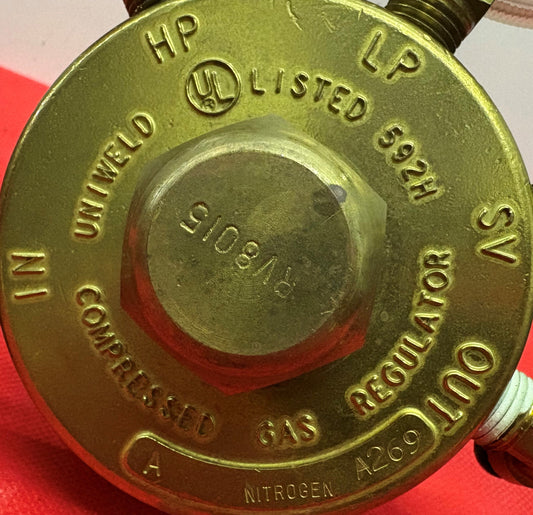 HP
LP
UL
R
LISTED 592H
UNIWELD
IN
SV
OUT
RV8015
COMPRESSED GAS REGULATOR
A
NITROGEN
A269